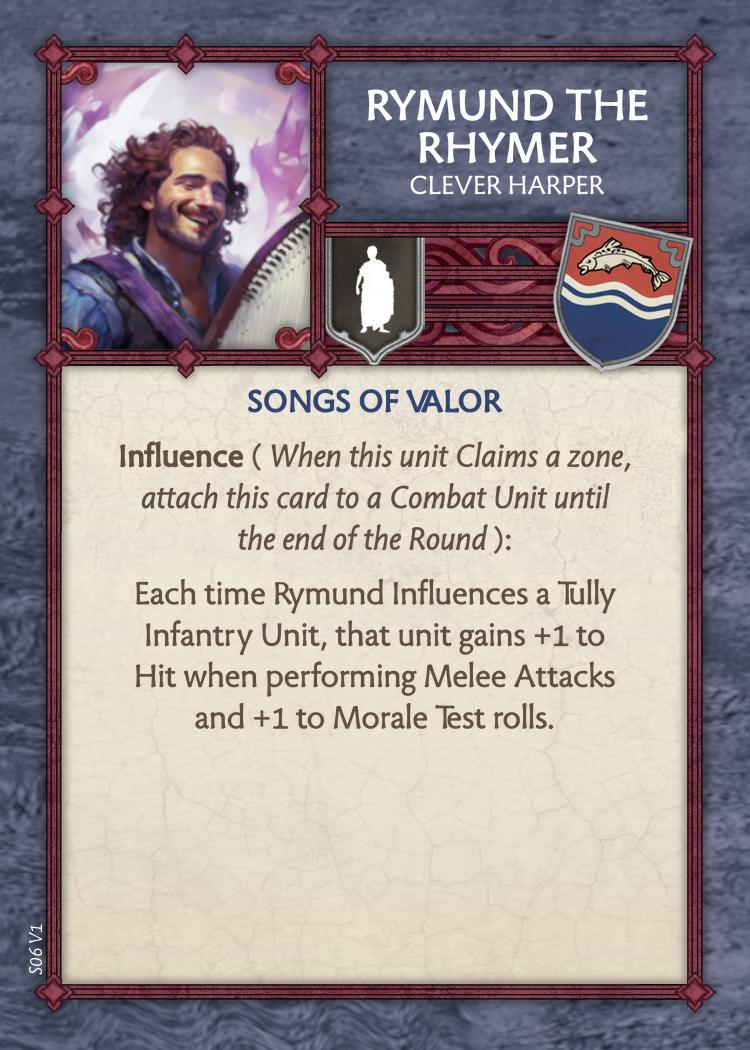 RYMUND THE
RHYMER
CLEVER HARPER
SONGS OF VALOR
Influence ( When this unit Claims a zone,
attach this card to a Combat Unit until
the end of the Round ):
Each time Rymund Influences a Tully
Infantry Unit, that unit gains +1 to
Hit when performing Melee Attacks
and +1 to Morale Test rolls.
S06 V1